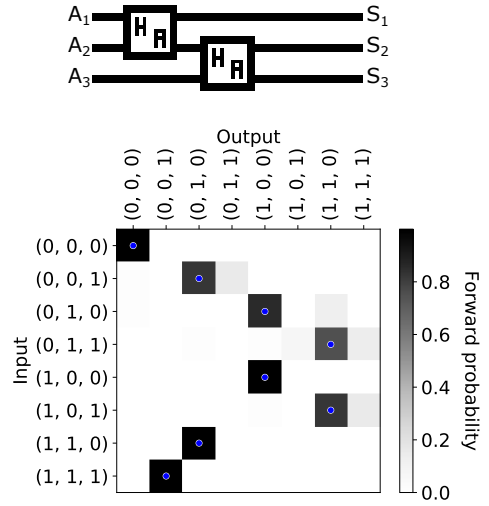 A1 S1
H A
A2 S2
H A
A3 S3
Output
(0, 0, 0) (0, 0, 1) (0, 1, 0) (0, 1, 1) (1, 0, 0) (1, 0, 1) (1, 1, 0) (1, 1, 1)
Input
(0, 0, 0)
(0, 0, 1)
(0, 1, 0)
(0, 1, 1)
(1, 0, 0)
(1, 0, 1)
(1, 1, 0)
(1, 1, 1)
0.8
0.6
0.4
0.2
0.0
Forward probability